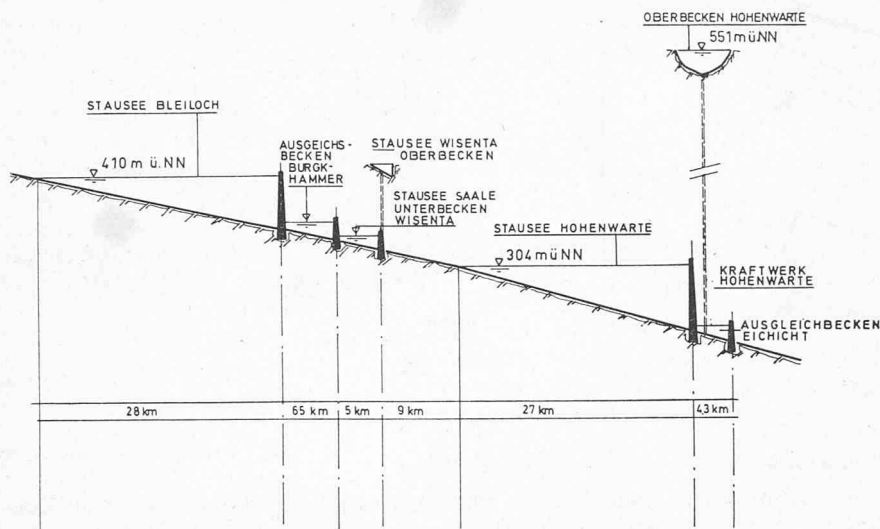 OBERBECKEN HOHENWARTE
551 m ü.NN
STAUSEE BLEILOCH
410 m ü.NN
AUSGEICHS-
BECKEN
BURGK-
HAMMER
STAUSEE WISENTA
OBERBECKEN
STAUSEE SAALE
UNTERBECKEN
WISENTA
STAUSEE HOHENWARTE
304 m ü NN
KRAFTWERK
HOHENWARTE
AUSGLEICHBECKEN
EICHICHT
28 km
65 km
5 km
9 km
27 km
4,3 km